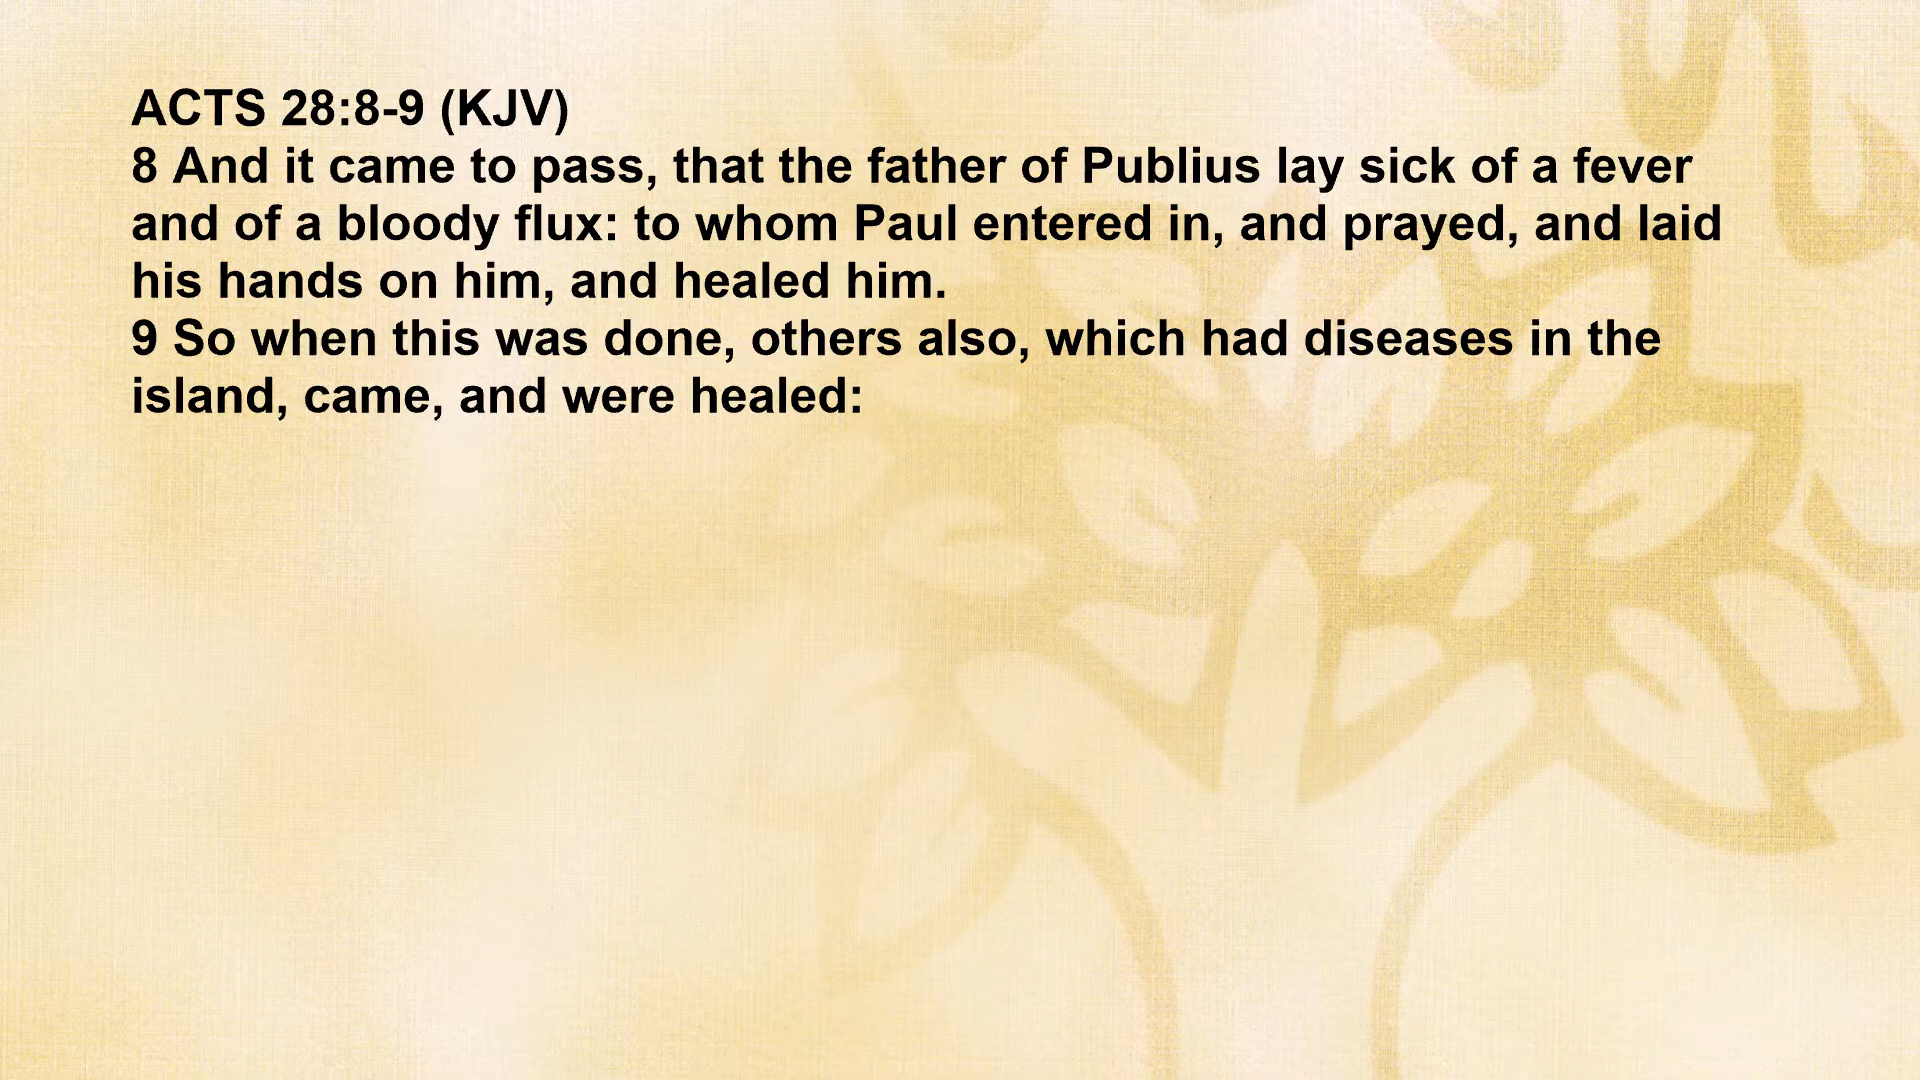 ACTS 28:8-9 (KJV)
8 And it came to pass, that the father of Publius lay sick of a fever
and of a bloody flux: to whom Paul entered in, and prayed, and laid
his hands on him, and healed him.
9 So when this was done, others also, which had diseases in the
island, came, and were healed: